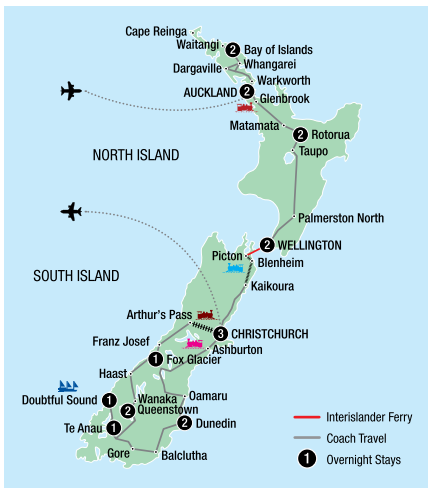 Cape Reinga
Waitangi
2 Bay of Islands
Whangarei
Dargaville
Warkworth
AUCKLAND 2
Glenbrook
Matamata
2 Rotorua
Taupo
NORTH ISLAND
Palmerston North
2 WELLINGTON
Picton
Blenheim
SOUTH ISLAND
Kaikoura
Arthur's Pass
3 CHRISTCHURCH
Franz Josef
Ashburton
1 Fox Glacier
Haast
Doubtful Sound 1
Wanaka
Oamaru
2 Queenstown
Te Anau 1
2 Dunedin
Gore
Balclutha
Interislander Ferry
Coach Travel
1 Overnight Stays